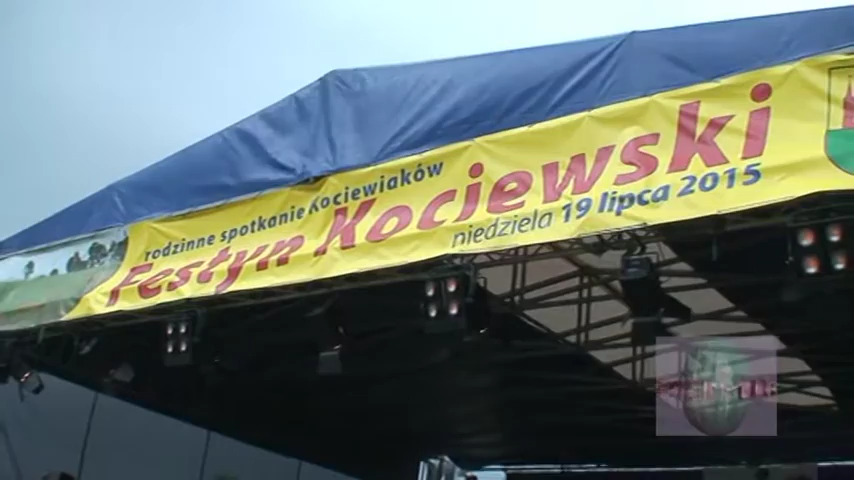 rodzinne spotkanie Kociewiaków
Festyn Kociewski
niedziela 19 lipca 2015